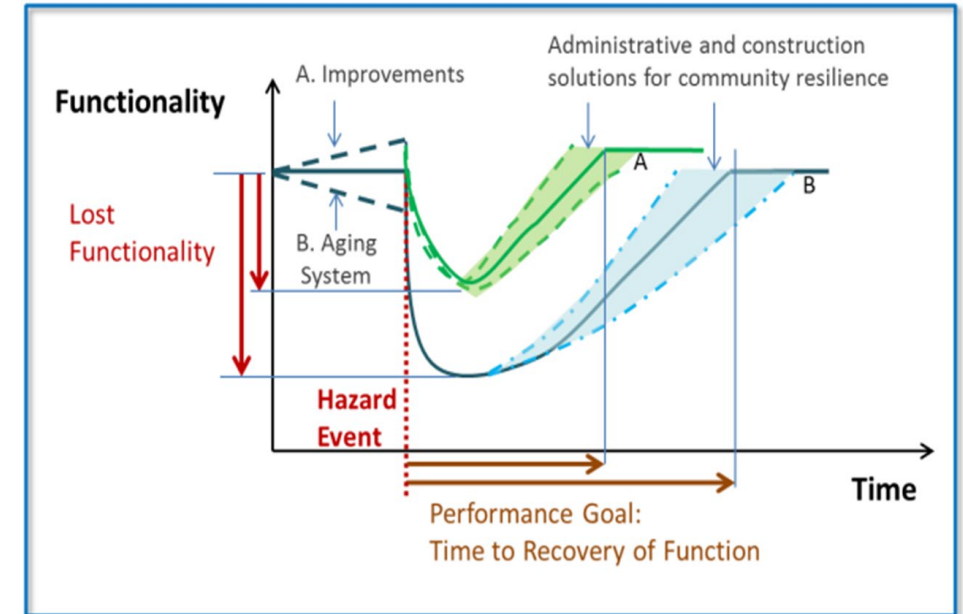 Administrative and construction
solutions for community resilience
A. Improvements
Functionality
A
B
Lost
Functionality
B. Aging
System
Hazard
Event
Time
Performance Goal:
Time to Recovery of Function